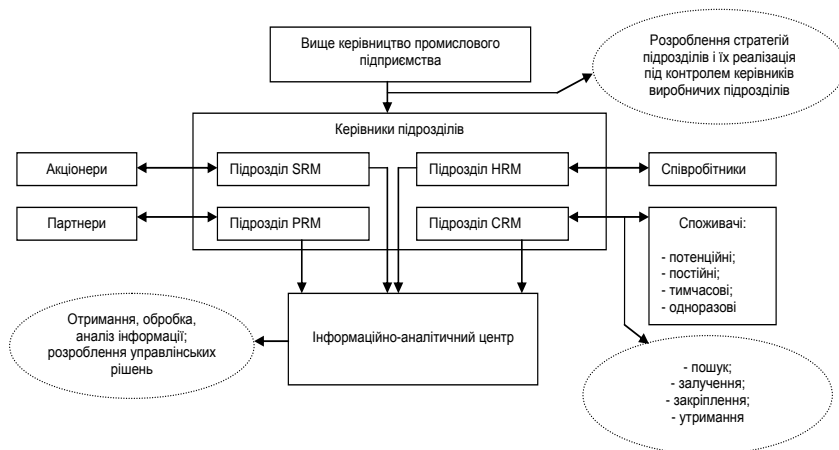 Вище керівництво промислового
підприємства
Розроблення стратегій
підрозділів і їх реалізація
під контролем керівників
виробничих підрозділів
Керівники підрозділів
Акціонери
Підрозділ SRM
Підрозділ HRM
Співробітники
Партнери
Підрозділ PRM
Підрозділ CRM
Споживачі:
- потенційні;
- постійні;
- тимчасові;
- одноразові
Отримання, обробка,
аналіз інформації;
розроблення управлінських
рішень
Інформаційно-аналітичний центр
- пошук;
- залучення;
- закріплення;
- утримання